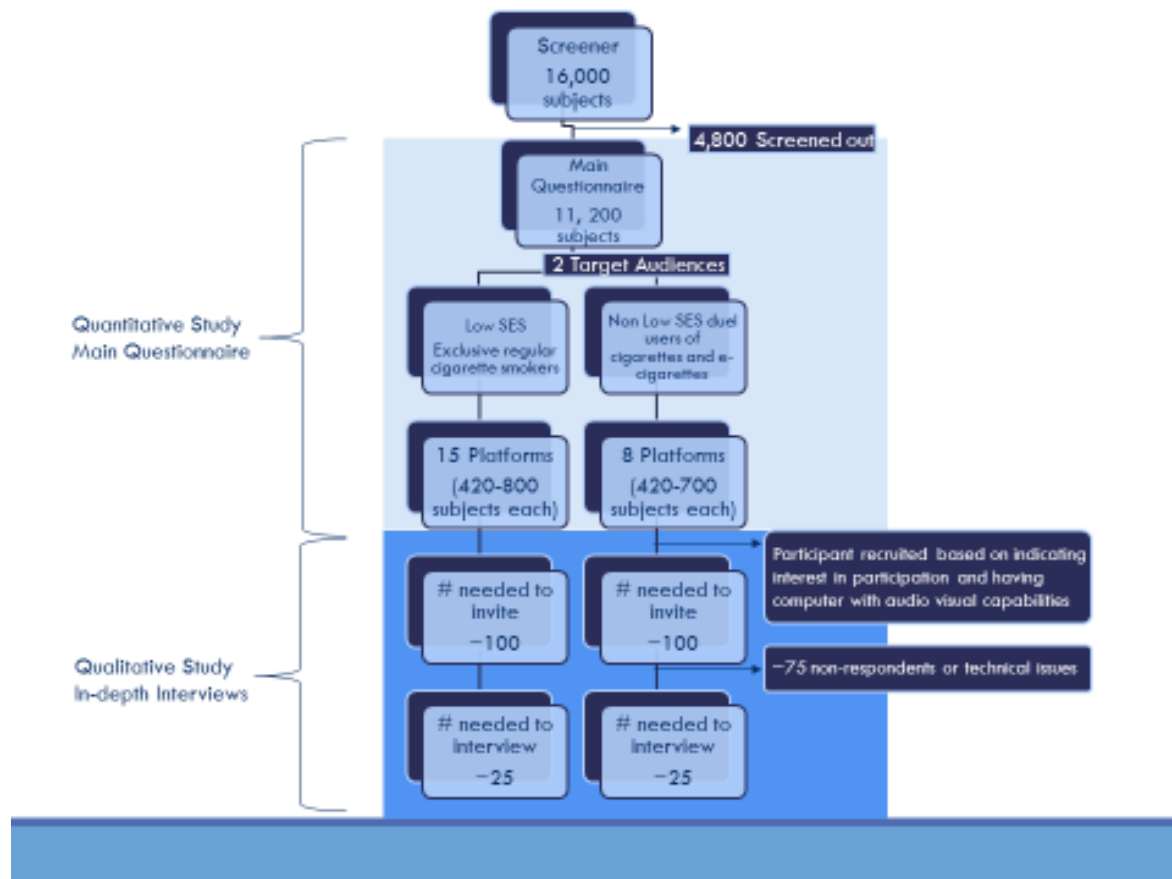 Screener
16,000
subjects
4,800 Screened out
Main
Questionnaire
11, 200
subjects
2 Target Audiences
Quantitative Study
Main Questionnaire
Low SES
Exclusive regular
cigarette smokers
Non Low SES duel
users of
cigarettes and e-
cigarettes
15 Platforms
(420-800
subjects each)
8 Platforms
(420-700
subjects each)
Participant recruited based on indicating
interest in participation and having
computer with audio visual capabilities
# needed to
invite
~100
# needed to
invite
~100
Qualitative Study
In-depth Interviews
~75 non-respondents or technical issues
# needed to
interview
~25
# needed to
interview
~25